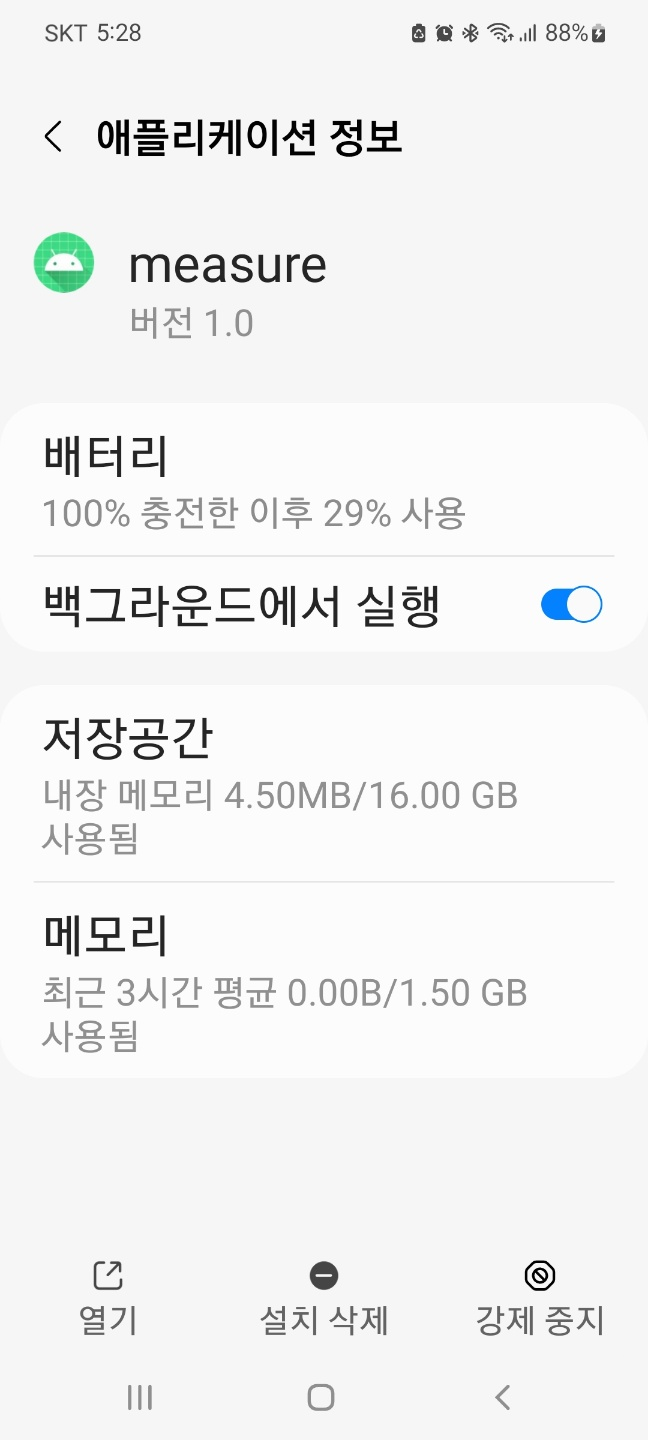 SKT 5:28 88%
애플리케이션 정보
measure
버전 1.0
배터리
100% 충전한 이후 29% 사용
백그라운드에서 실행
저장공간
내장 메모리 4.50MB/16.00 GB
사용됨
메모리
최근 3시간 평균 0.00B/1.50 GB
사용됨
열기 설치 삭제 강제 중지